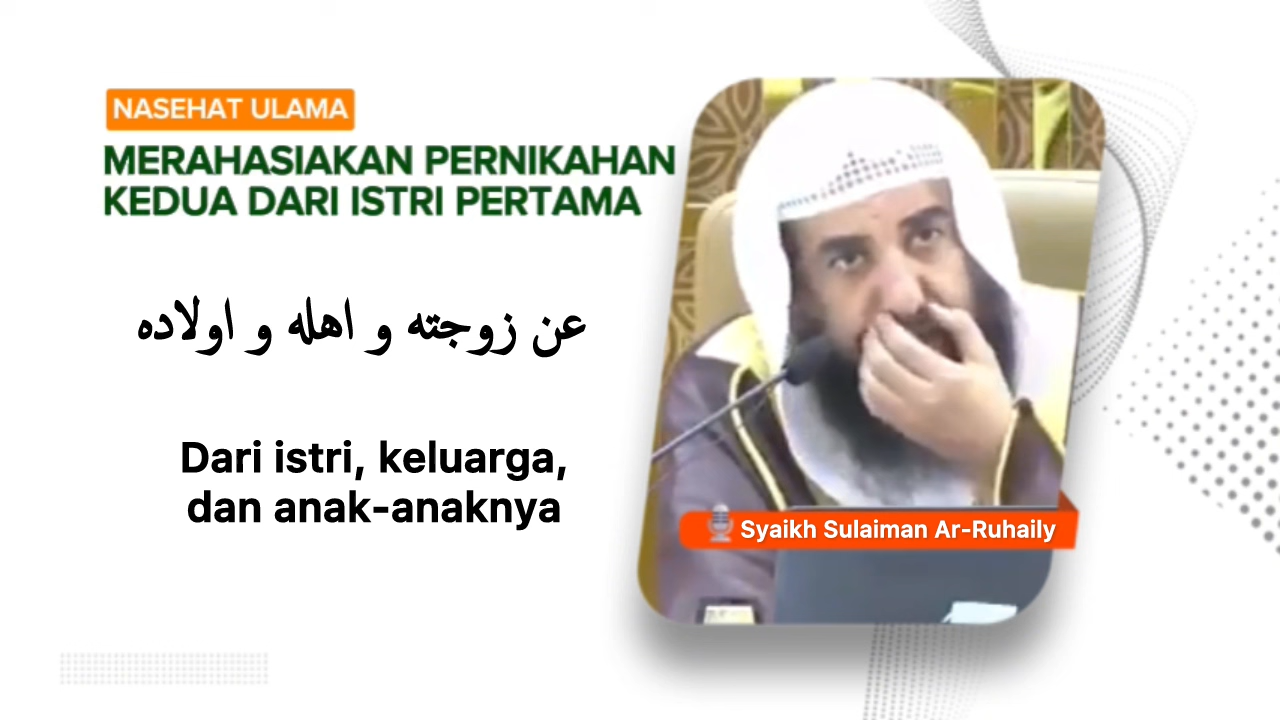 NASEHAT ULAMA
MERAHASIAKAN PERNIKAHAN
KEDUA DARI ISTRI PERTAMA
عن زوجته و اهله و اولاده
Dari istri, keluarga,
dan anak-anaknya
Syaikh Sulaiman Ar-Ruhaily